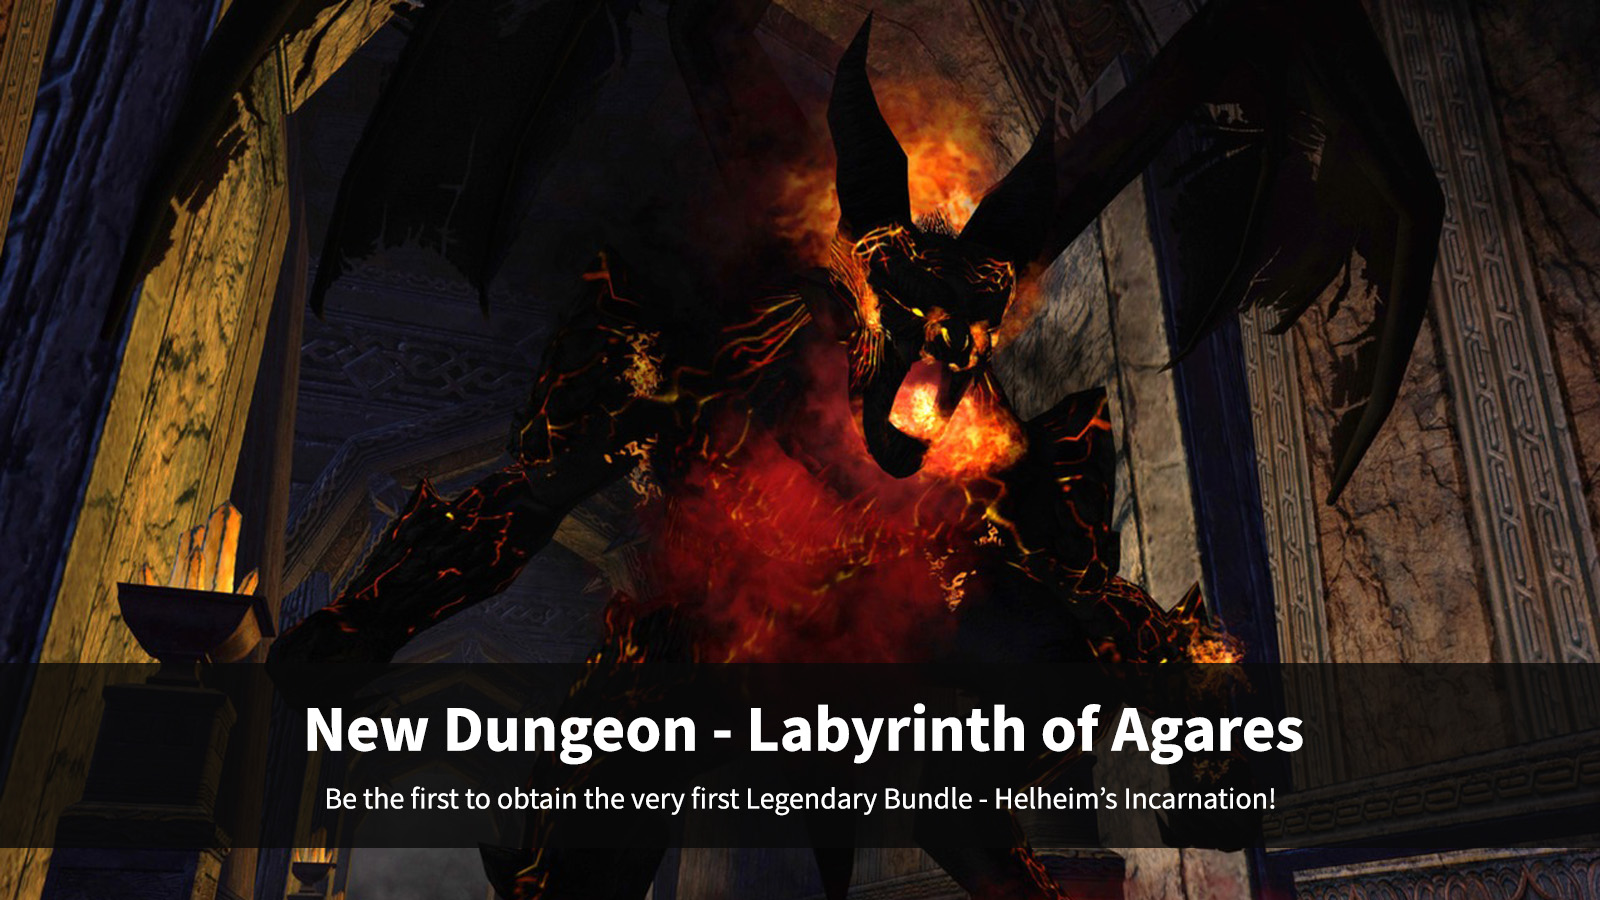 New Dungeon - Labyrinth of Agares
Be the first to obtain the very first Legendary Bundle - Helheim’s Incarnation!